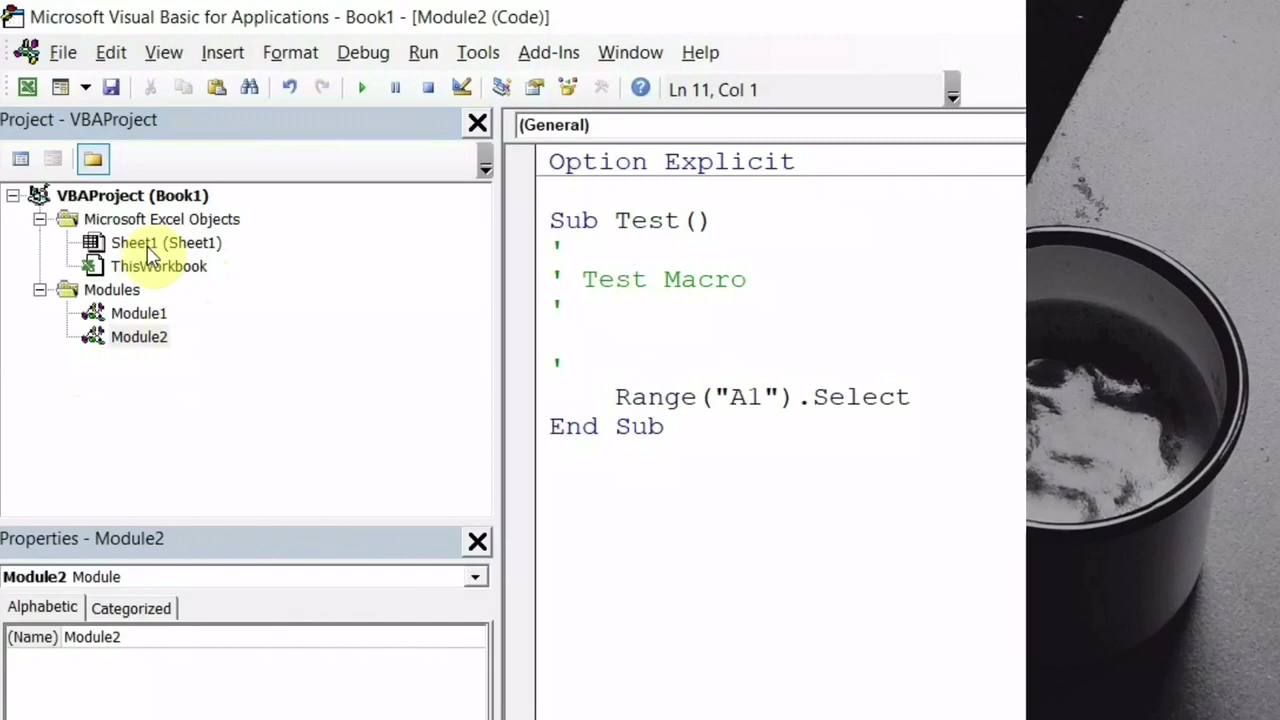 Microsoft Visual Basic for Applications - Book1 - [Module2 (Code)]
File Edit View Insert Format Debug Run Tools Add-Ins Window Help
Ln 11, Col 1
Project - VBAProject
VBAProject (Book1)
Microsoft Excel Objects
Sheet1 (Sheet1)
ThisWorkbook
Modules
Module1
Module2
Properties - Module2
Module2 Module
Alphabetic Categorized
(Name) Module2
(General)
Option Explicit
Sub Test()
'
' Test Macro
'
'
Range("A1").Select
End Sub